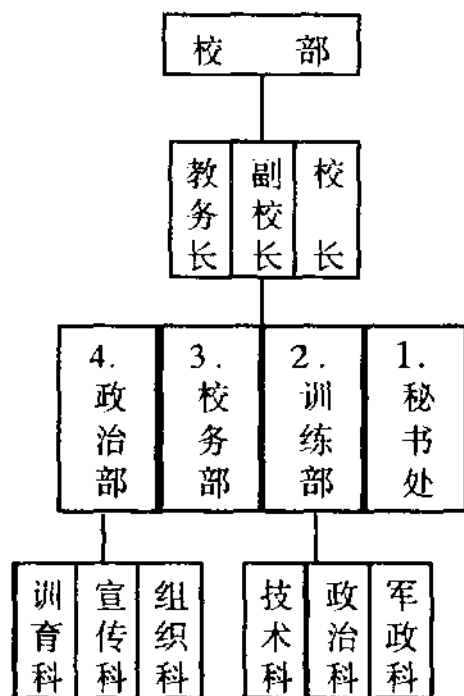 校 部
教务长
副校长
校 长
4.政治部
3.校务部
2.训练部
1.秘书处
训育科
宣传科
组织科
技术科
政治科
军政科